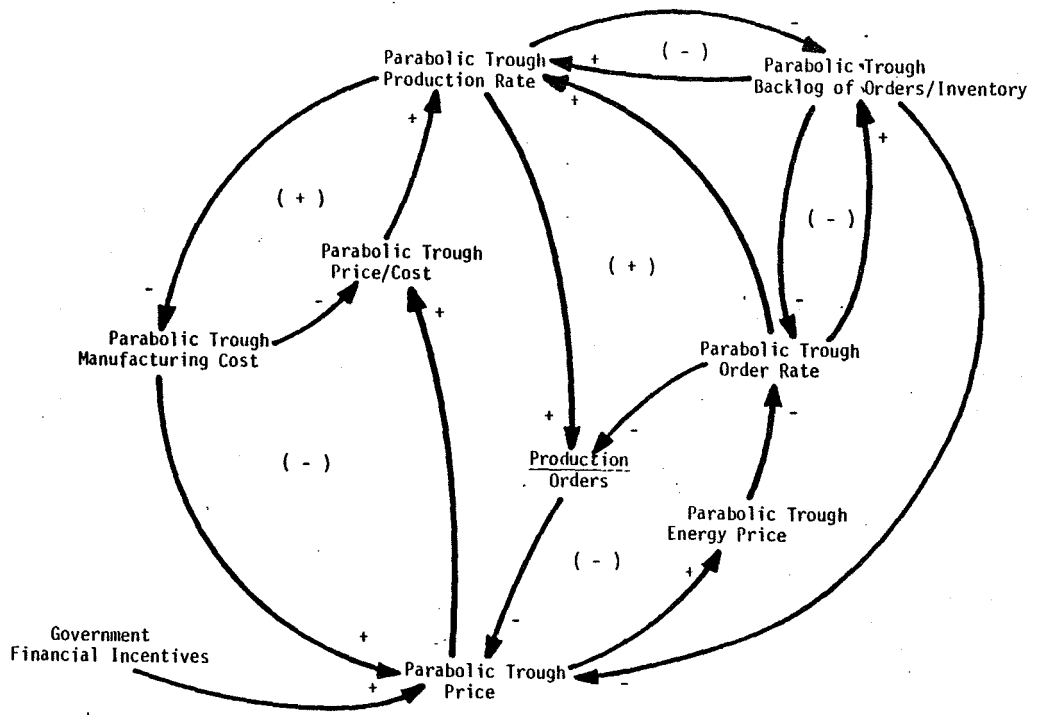 -
Parabolic Trough
Production Rate
+
( - )
Parabolic Trough
Backlog of Orders/Inventory
+
+
+
( + )
( - )
Parabolic Trough
Price/Cost
( + )
-
-
-
+
Parabolic Trough
Manufacturing Cost
Parabolic Trough
Order Rate
+
-
-
Production
Orders
( - )
Parabolic Trough
Energy Price
( - )
+
-
+
Government
Financial Incentives
Parabolic Trough
Price
+
-